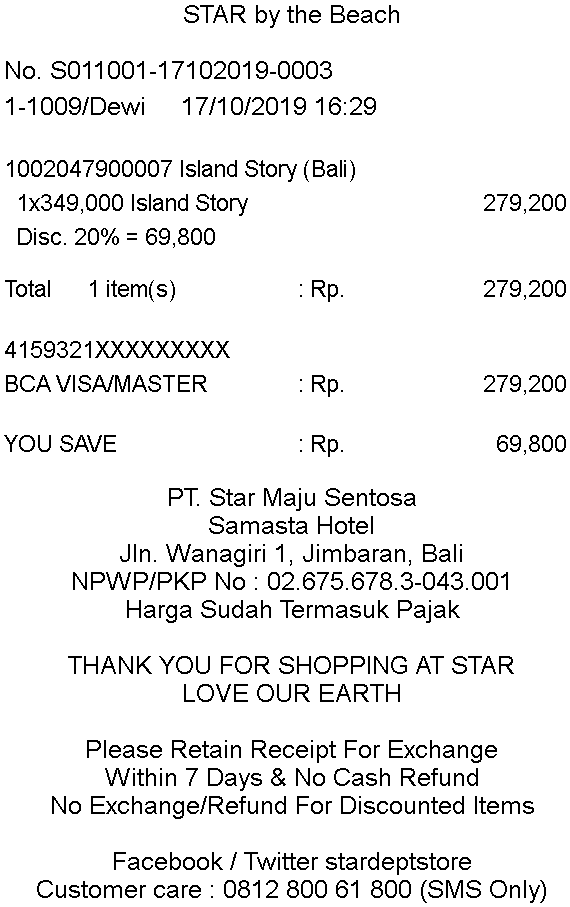 STAR by the Beach
No. S011001-17102019-0003
1-1009/Dewi 17/10/2019 16:29
1002047900007 Island Story (Bali)
1x349,000 Island Story 279,200
Disc. 20% = 69,800
Total 1 item(s) : Rp. 279,200
4159321XXXXXXXXX
BCA VISA/MASTER : Rp. 279,200
YOU SAVE : Rp. 69,800
PT. Star Maju Sentosa
Samasta Hotel
Jln. Wanagiri 1, Jimbaran, Bali
NPWP/PKP No : 02.675.678.3-043.001
Harga Sudah Termasuk Pajak
THANK YOU FOR SHOPPING AT STAR
LOVE OUR EARTH
Please Retain Receipt For Exchange
Within 7 Days & No Cash Refund
No Exchange/Refund For Discounted Items
Facebook / Twitter stardeptstore
Customer care : 0812 800 61 800 (SMS Only)